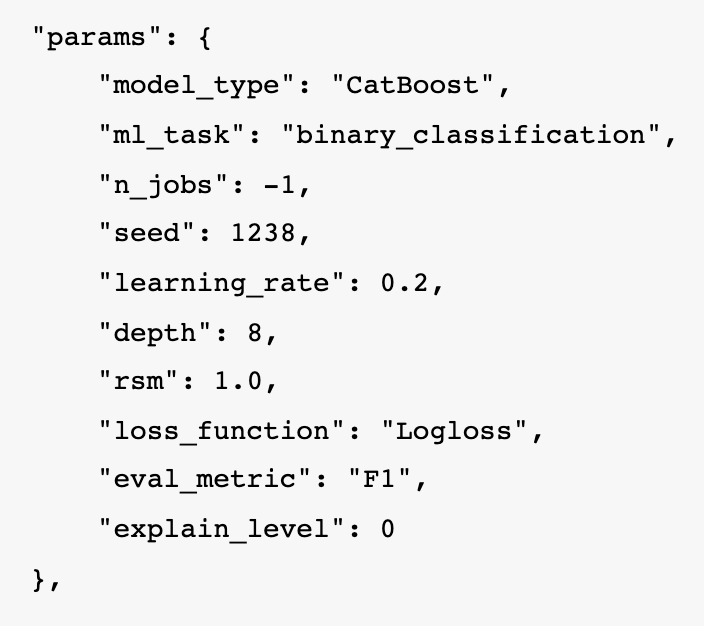 "params": {
    "model_type": "CatBoost",
    "ml_task": "binary_classification",
    "n_jobs": -1,
    "seed": 1238,
    "learning_rate": 0.2,
    "depth": 8,
    "rsm": 1.0,
    "loss_function": "Logloss",
    "eval_metric": "F1",
    "explain_level": 0
},